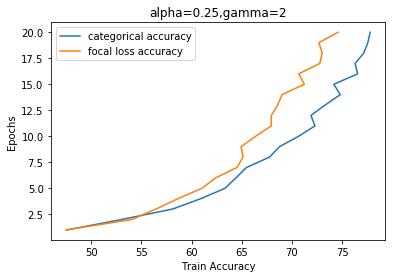 alpha=0.25,gamma=2
categorical accuracy
focal loss accuracy
Epochs
20.0
17.5
15.0
12.5
10.0
7.5
5.0
2.5
50 55 60 65 70 75
Train Accuracy